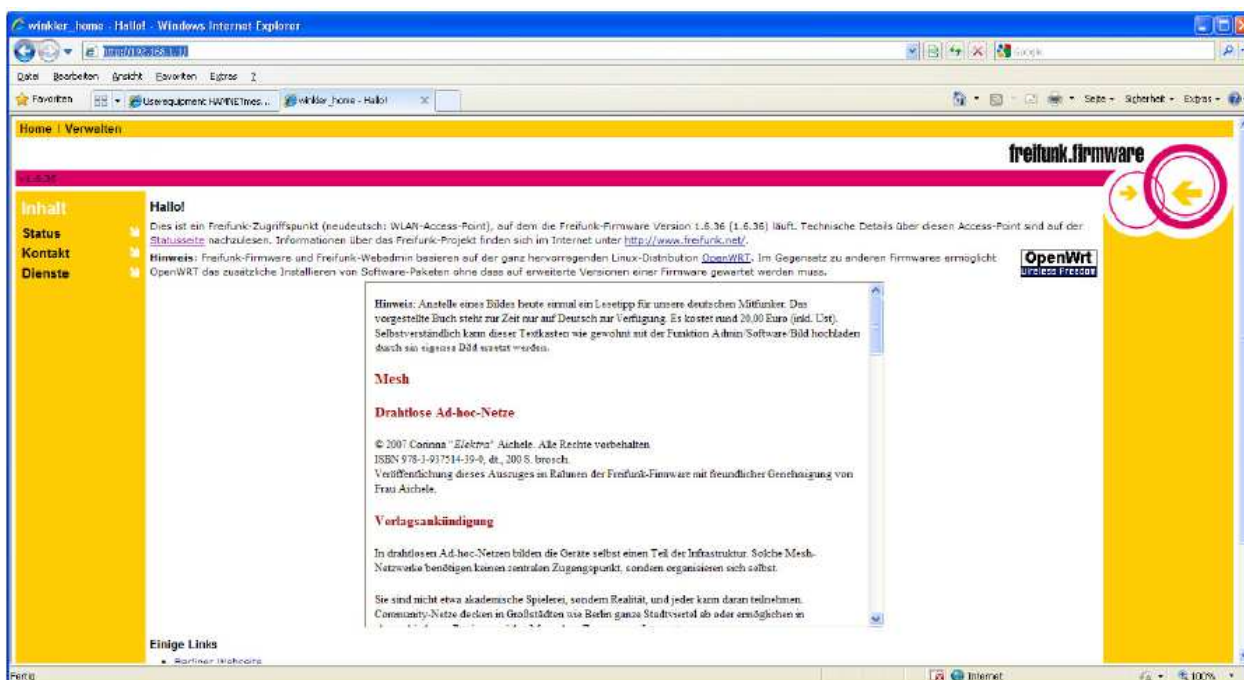 winkler_home - Hallo! - Windows Internet Explorer
Datei Bearbeiten Ansicht Favoriten Extras ?
Favoriten Userequipment HAMNETmes... winkler_home - Hallo! Seite Sicherheit Extras
Home | Verwalten
freifunk.firmware
v1.6.36
Inhalt
Status
Kontakt
Dienste
Hallo!
Dies ist ein Freifunk-Zugriffspunkt (neudeutsch: WLAN-Access-Point), auf dem die Freifunk-Firmware Version 1.6.36 (1.6.36) läuft. Technische Details über diesen Access-Point sind auf der
Statusseite nachzulesen. Informationen über das Freifunk-Projekt finden sich im Internet unter http://www.freifunk.net/.
Hinweis: Freifunk-Firmware und Freifunk-Webadmin basieren auf der ganz hervorragenden Linux-Distribution OpenWRT. Im Gegensatz zu anderen Firmwares ermöglicht
OpenWRT das zusätzliche Installieren von Software-Paketen ohne dass auf erweiterte Versionen einer Firmware gewartet werden muss.
OpenWrt
Wireless Freedom
Hinweis: Anstelle eines Bildes heute einmal ein Lesetipp für unsere deutschen Mitfunker. Das
vorgestellte Buch steht zur Zeit nur auf Deutsch zur Verfügung. Es kostet rund 20,00 Euro (inkl. Ust).
Selbstverständlich kann dieser Textkasten wie gewohnt mit der Funktion Admin/Software/Bild hochladen
durch ein eigenes Bild ersetzt werden.
Mesh
Drahtlose Ad-hoc-Netze
© 2007 Corinna "Elektra" Aichele. Alle Rechte vorbehalten
ISBN 978-3-937514-39-0, dt., 200 S. brosch.
Veröffentlichung dieses Auszuges im Rahmen der Freifunk-Firmware mit freundlicher Genehmigung von
Frau Aichele.
Verlagsankündigung
In drahtlosen Ad-hoc-Netzen bilden die Geräte selbst einen Teil der Infrastruktur. Solche Mesh-
Netzwerke benötigen keinen zentralen Zugangspunkt, sondern organisieren sich selbst.
Sie sind nicht etwa akademische Spielerei, sondern Realität, und jeder kann daran teilnehmen.
Community-Netze decken in Großstädten wie Berlin ganze Stadtviertel ab oder ermöglichen in
Einige Links
Berliner Webseite
Fertig Internet 100%